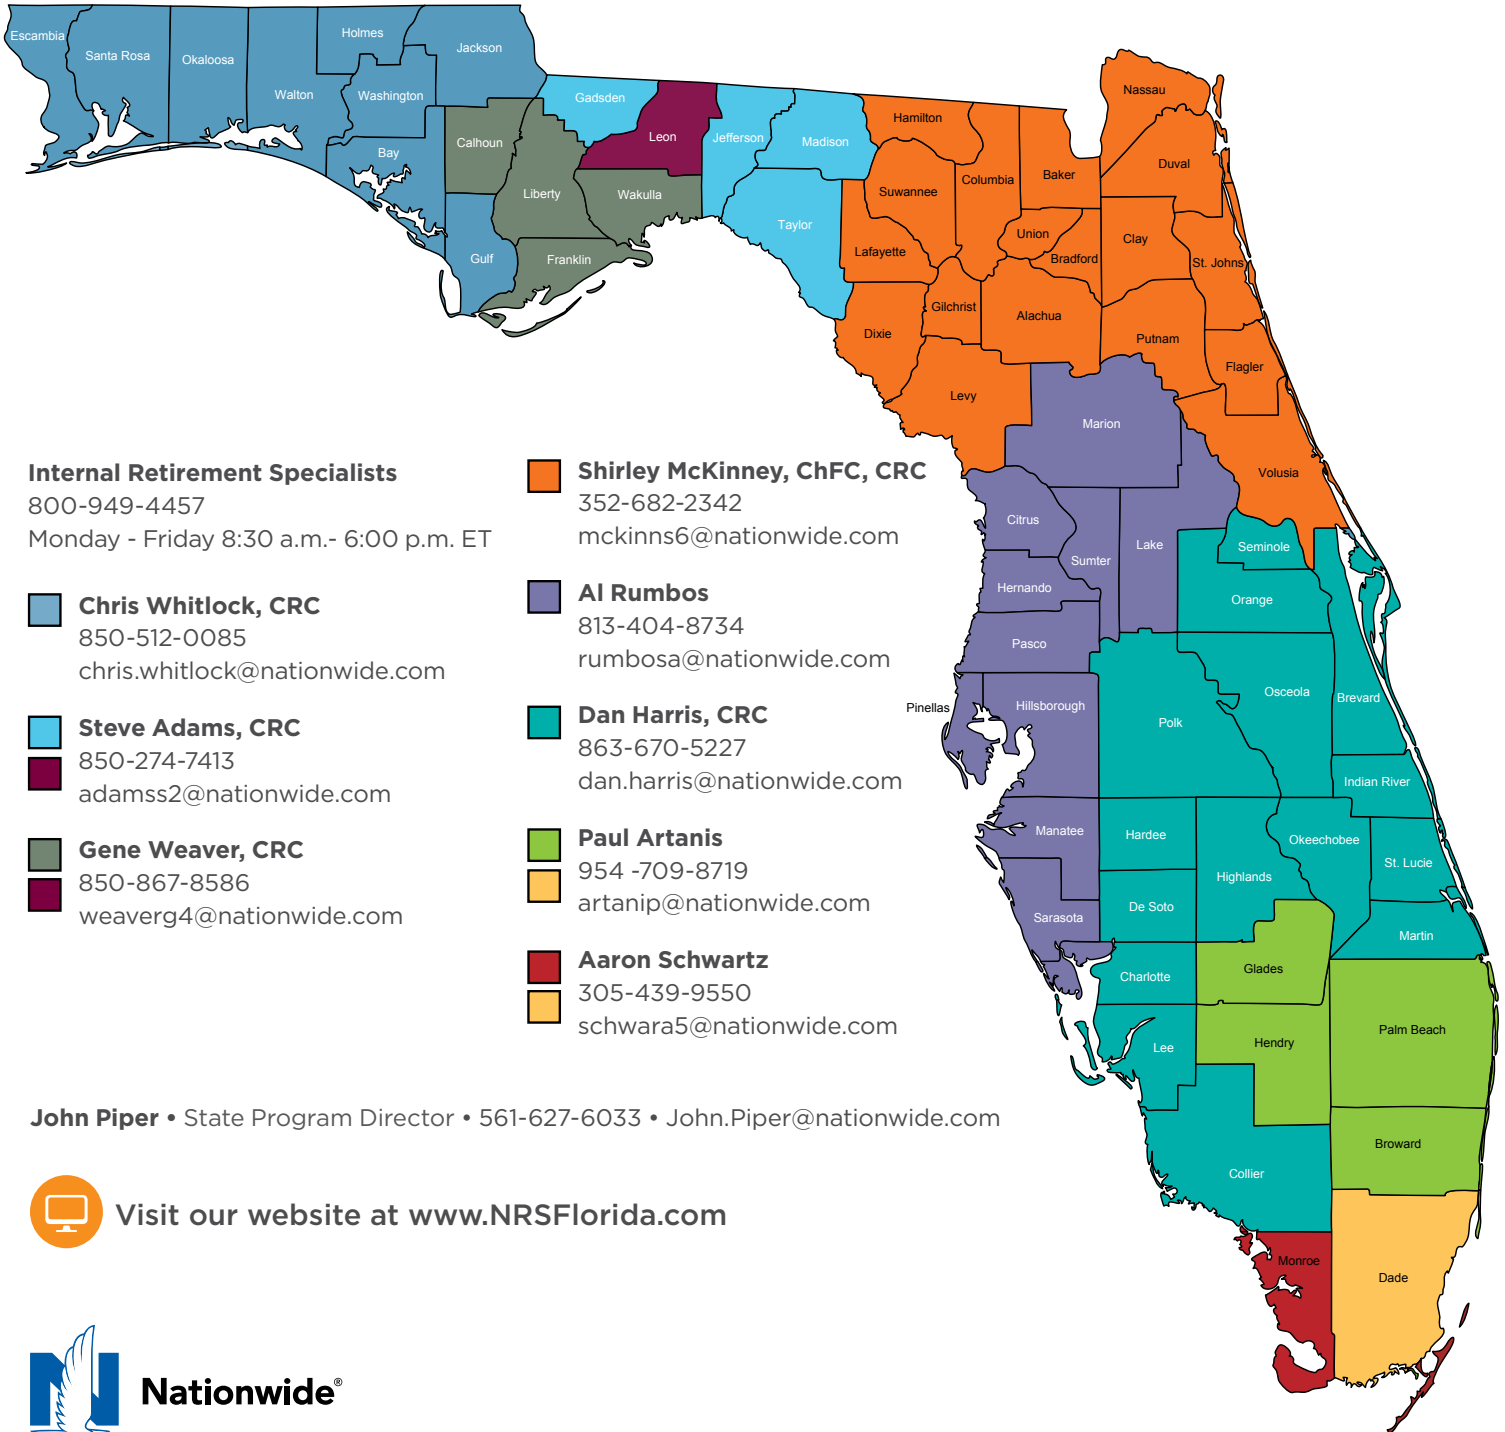 Escambia
Santa Rosa
Okaloosa
Walton
Holmes
Washington
Jackson
Bay
Calhoun
Gulf
Liberty
Gadsden
Leon
Wakulla
Franklin
Jefferson
Madison
Taylor
Hamilton
Suwannee
Lafayette
Columbia
Baker
Nassau
Duval
Union
Bradford
Clay
St. Johns
Dixie
Gilchrist
Alachua
Putnam
Flagler
Levy
Marion
Volusia
Citrus
Sumter
Lake
Seminole
Hernando
Orange
Pasco
Pinellas
Hillsborough
Polk
Osceola
Brevard
Indian River
Manatee
Hardee
Highlands
Okeechobee
St. Lucie
Sarasota
De Soto
Martin
Charlotte
Glades
Lee
Hendry
Palm Beach
Collier
Broward
Monroe
Dade
Internal Retirement Specialists
800-949-4457
Monday - Friday 8:30 a.m.- 6:00 p.m. ET
Chris Whitlock, CRC
850-512-0085
chris.whitlock@nationwide.com
Steve Adams, CRC
850-274-7413
adamss2@nationwide.com
Gene Weaver, CRC
850-867-8586
weaverg4@nationwide.com
Shirley McKinney, ChFC, CRC
352-682-2342
mckinns6@nationwide.com
Al Rumbos
813-404-8734
rumbosa@nationwide.com
Dan Harris, CRC
863-670-5227
dan.harris@nationwide.com
Paul Artanis
954 -709-8719
artanip@nationwide.com
Aaron Schwartz
305-439-9550
schwara5@nationwide.com
John Piper • State Program Director • 561-627-6033 • John.Piper@nationwide.com
Visit our website at www.NRSFlorida.com
N
Nationwide®